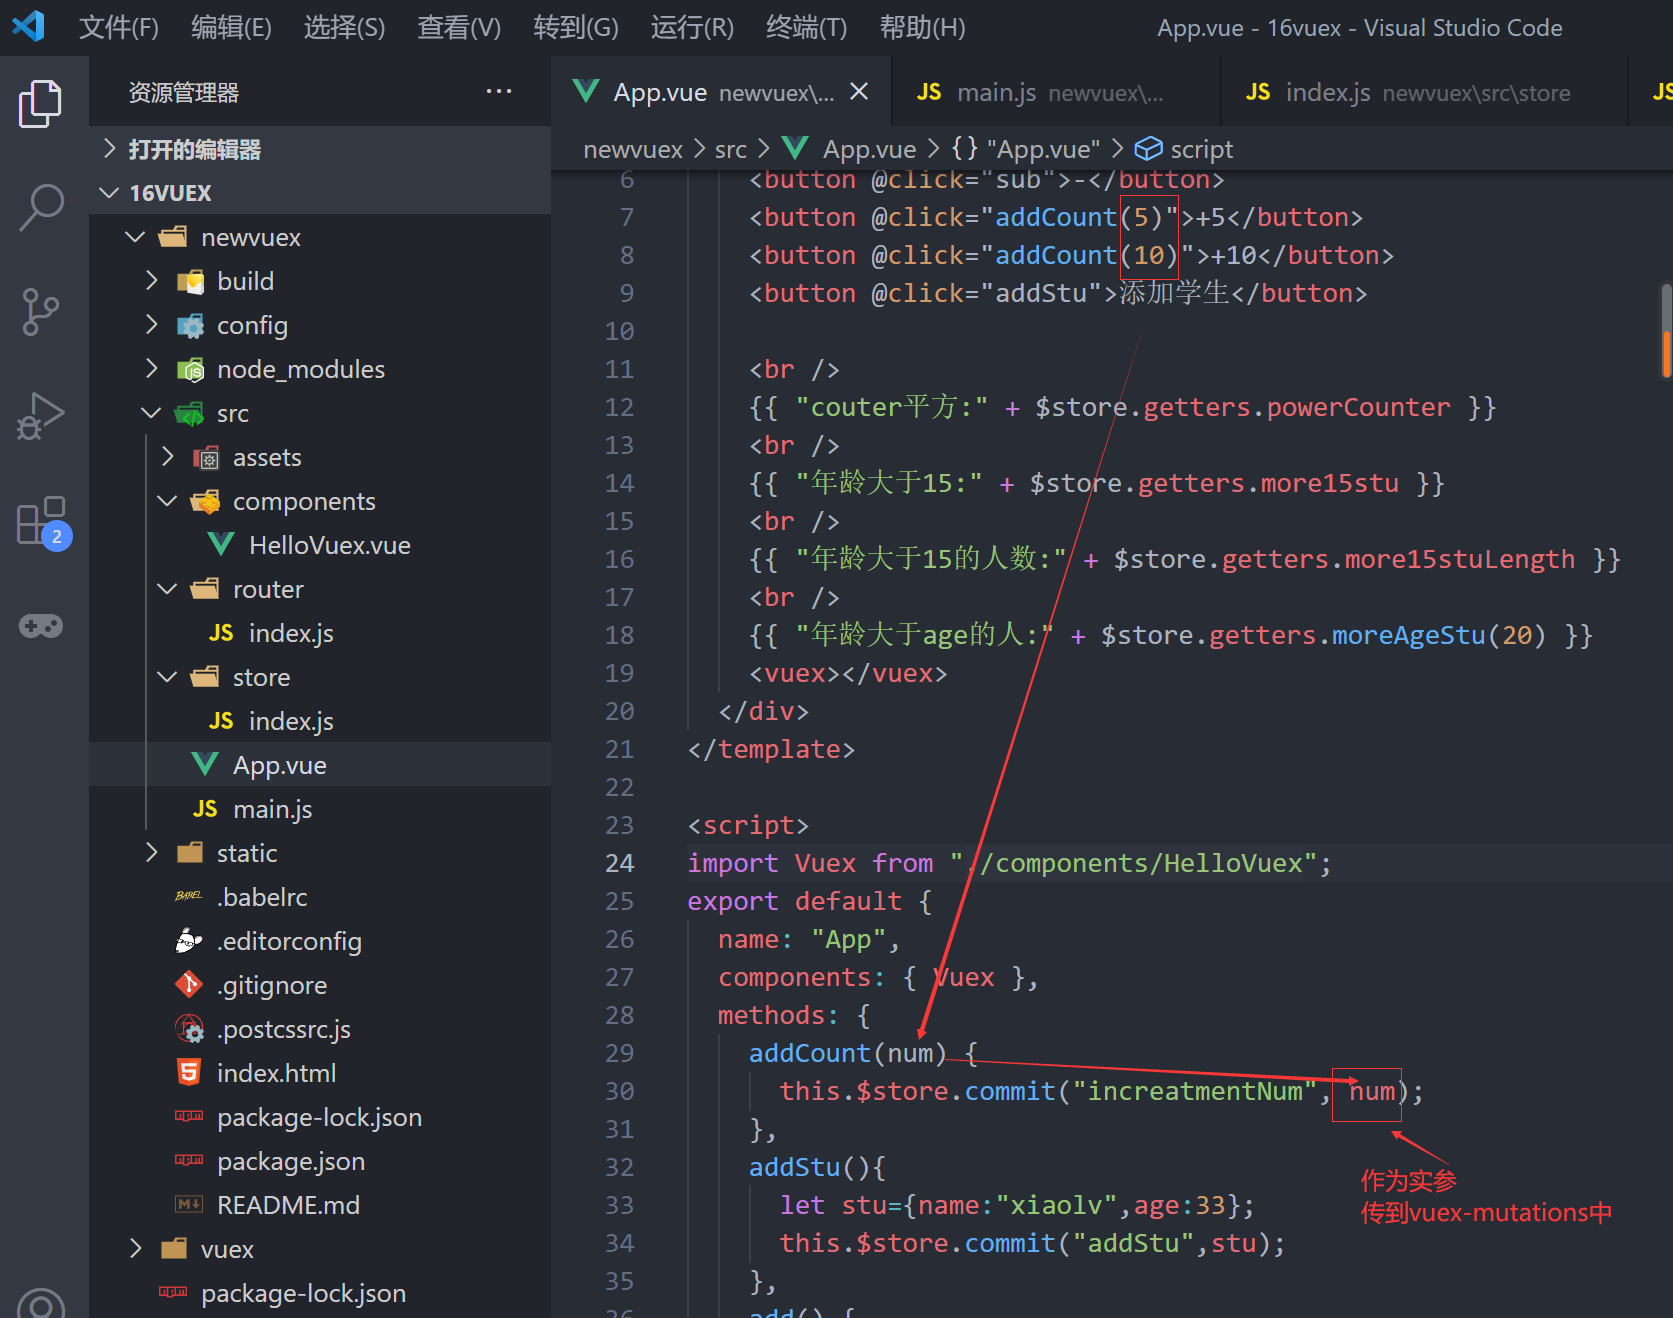 文件(F) 编辑(E) 选择(S) 查看(V) 转到(G) 运行(R) 终端(T) 帮助(H) App.vue - 16vuex - Visual Studio Code
资源管理器 ...
打开的编辑器
16VUEX
newvuex
build
config
node_modules
src
assets
components
HelloVuex.vue
router
JS index.js
store
JS index.js
App.vue
JS main.js
static
BABEL .babelrc
.editorconfig
.gitignore
.postcssrc.js
5 index.html
package-lock.json
package.json
M README.md
vuex
package-lock.json
2
App.vue newvuex\... × JS main.js newvuex\... JS index.js newvuex\src\store JS
newvuex > src > App.vue > {} "App.vue" > script
6 <button @click="sub">-</button>
7 <button @click="addCount(5)">+5</button>
8 <button @click="addCount(10)">+10</button>
9 <button @click="addStu">添加学生</button>
10
11 <br />
12 {{ "couter平方:" + $store.getters.powerCounter }}
13 <br />
14 {{ "年龄大于15:" + $store.getters.more15stu }}
15 <br />
16 {{ "年龄大于15的人数:" + $store.getters.more15stuLength }}
17 <br />
18 {{ "年龄大于age的人:" + $store.getters.moreAgeStu(20) }}
19 <vuex></vuex>
20 </div>
21 </template>
22
23 <script>
24 import Vuex from "./components/HelloVuex";
25 export default {
26 name: "App",
27 components: { Vuex },
28 methods: {
29 addCount(num) {
30 this.$store.commit("increatmentNum", num);
31 },
32 addStu(){
33 let stu={name:"xiaolv",age:33};
34 this.$store.commit("addStu",stu);
35 },
36 add() {
作为实参
传到vuex-mutations中